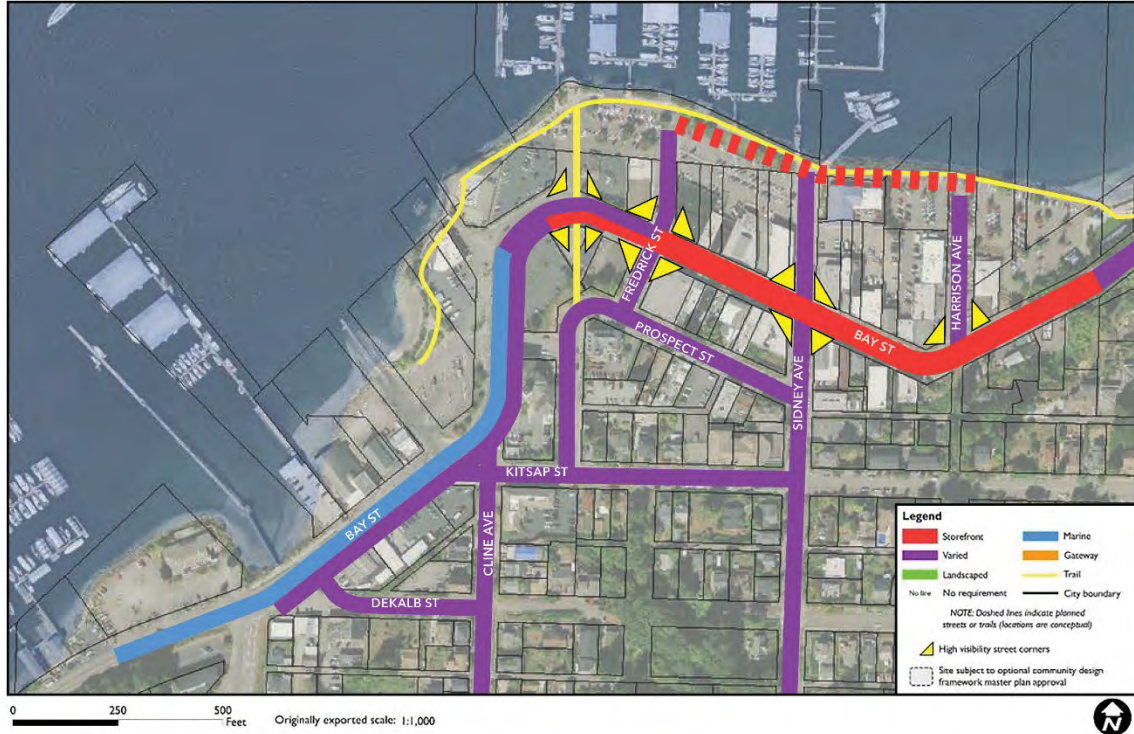 FREDRICK ST
HARRISON AVE
PROSPECT ST
BAY ST
SIDNEY AVE
KITSAP ST
BAY ST
CLINE AVE
DEKALB ST
Legend
Storefront
Marine
Varied
Gateway
Landscaped
Trail
No line No requirement
City boundary
NOTE: Dashed lines indicate planned
streets or trails (locations are conceptual)
High visibility street corners
Site subject to optional community design
framework master plan approval
0 250 500
Feet
Originally exported scale: 1:1,000
N